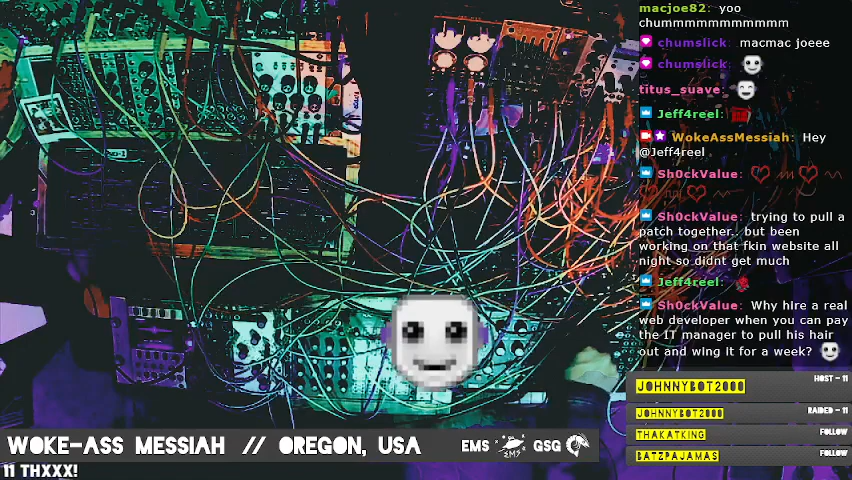 macjoe82: yoo
chummmmmmmmmmm
chumslick: macmac joeee
chumslick:
titus_suave:
Jeff4reel:
WokeAssMessiah: Hey
@Jeff4reel
Sh0ckValue:
Sh0ckValue: trying to pull a
patch together.. but been
working on that fkin website all
night so didnt get much
Jeff4reel:
Sh0ckValue: Why hire a real
web developer when you can pay
the IT manager to pull his hair
out and wing it for a week?
JOHNNYBOT2000 HOST - 11
JOHNNYBOT2000 RAIDED - 11
THAKATKING FOLLOW
BATZPAJAMAS FOLLOW
WOKE-ASS MESSIAH // OREGON, USA EMS EMS GSG
11 THXXX!